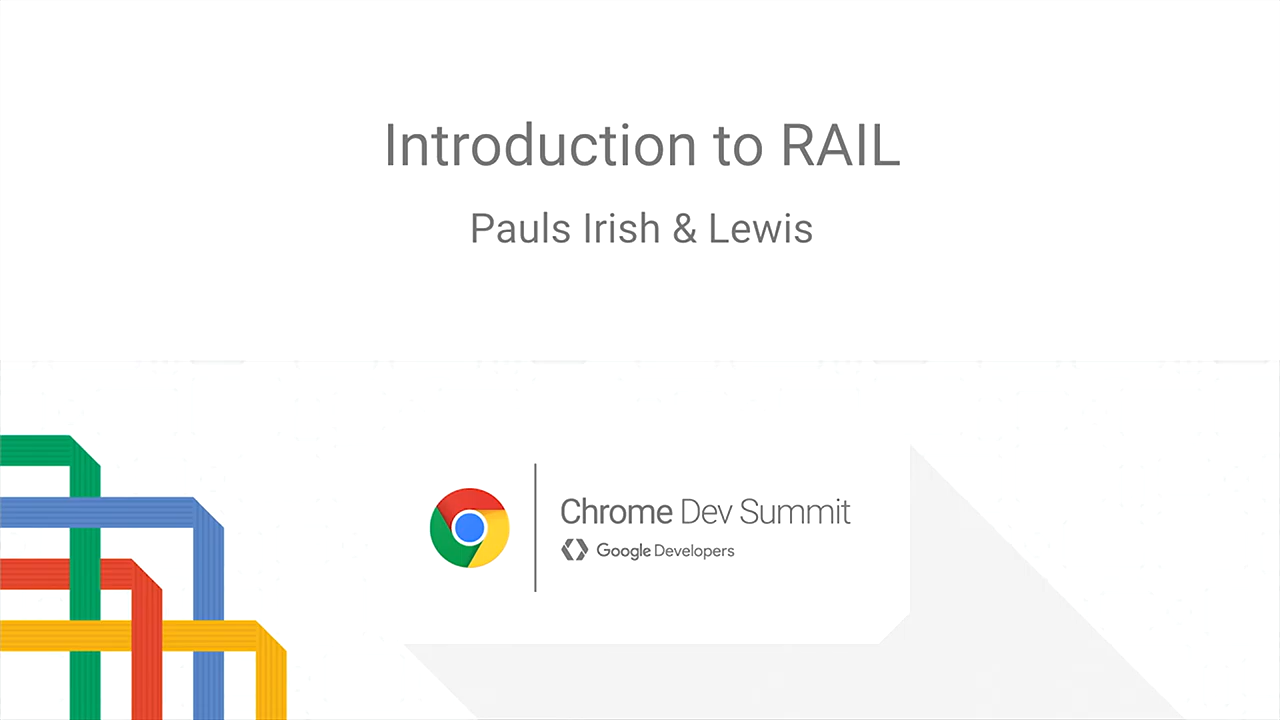 Introduction to RAIL
Pauls Irish & Lewis
Chrome Dev Summit
Google Developers